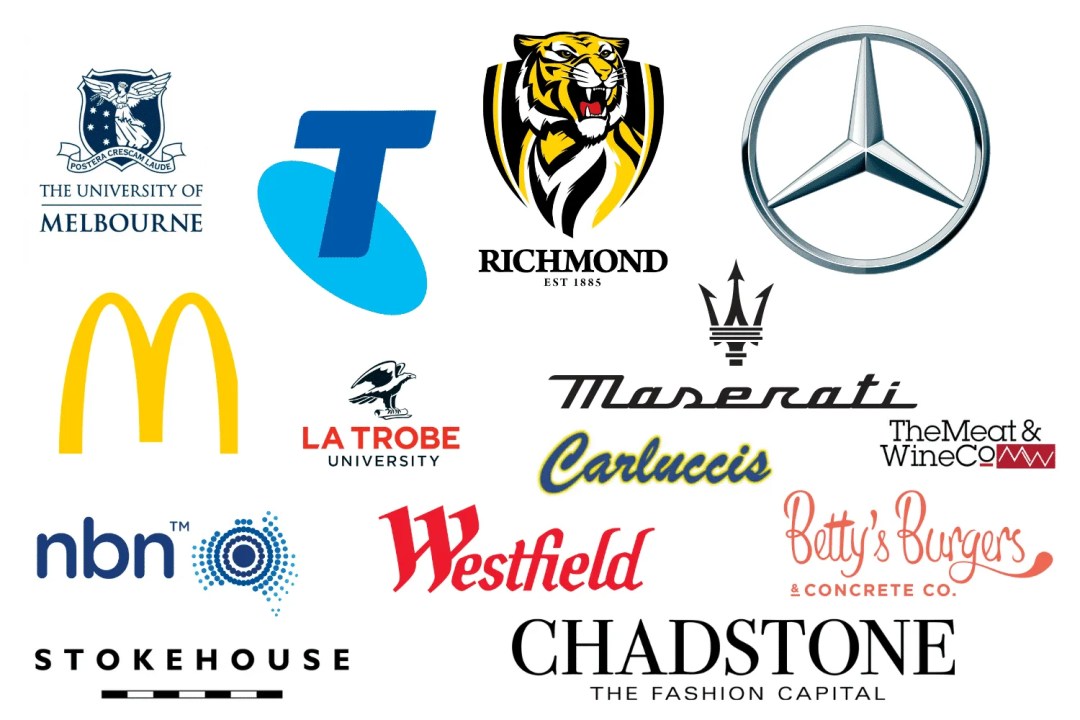 POSTERA CRESCAM LAUDE
THE UNIVERSITY OF
MELBOURNE
T
RICHMOND
EST 1885
M
LA TROBE
UNIVERSITY
Maserati
Carluccis
TheMeat &
WineCo MW
nbn™
Westfield
Betty's Burgers
& CONCRETE CO.
STOKEHOUSE
CHADSTONE
THE FASHION CAPITAL